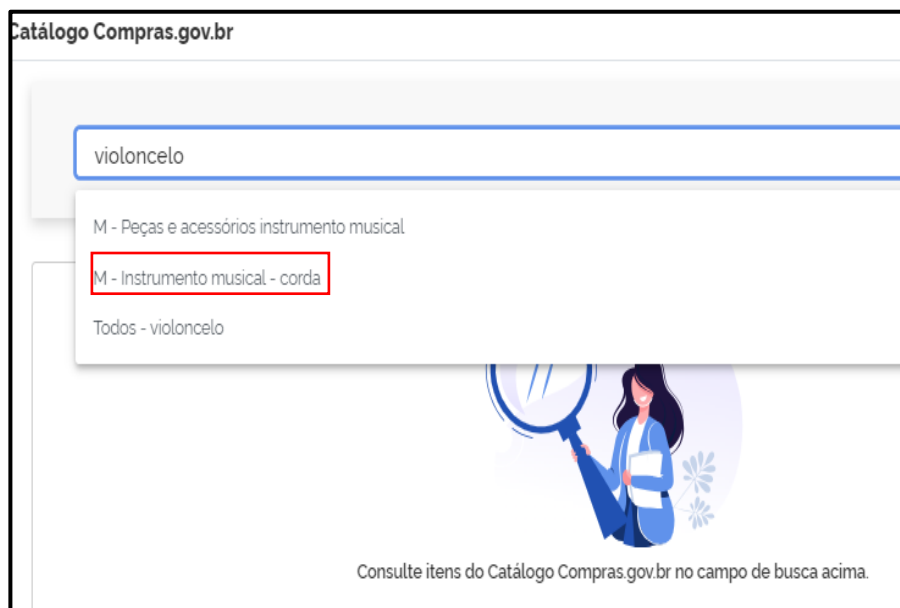 Catálogo Compras.gov.br
violoncelo
M - Peças e acessórios instrumento musical
M - Instrumento musical - corda
Todos - violoncelo
Consulte itens do Catálogo Compras.gov.br no campo de busca acima.